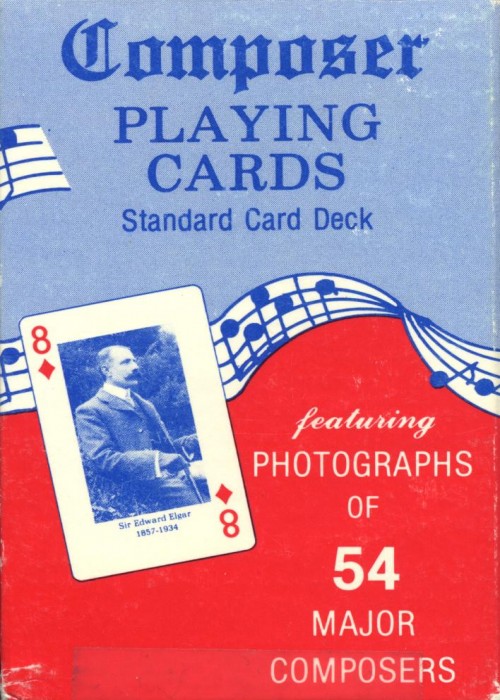 Composer
PLAYING
CARDS
Standard Card Deck
8
Sir Edward Elgar
1857-1934
8
featuring
PHOTOGRAPHS
OF
54
MAJOR
COMPOSERS